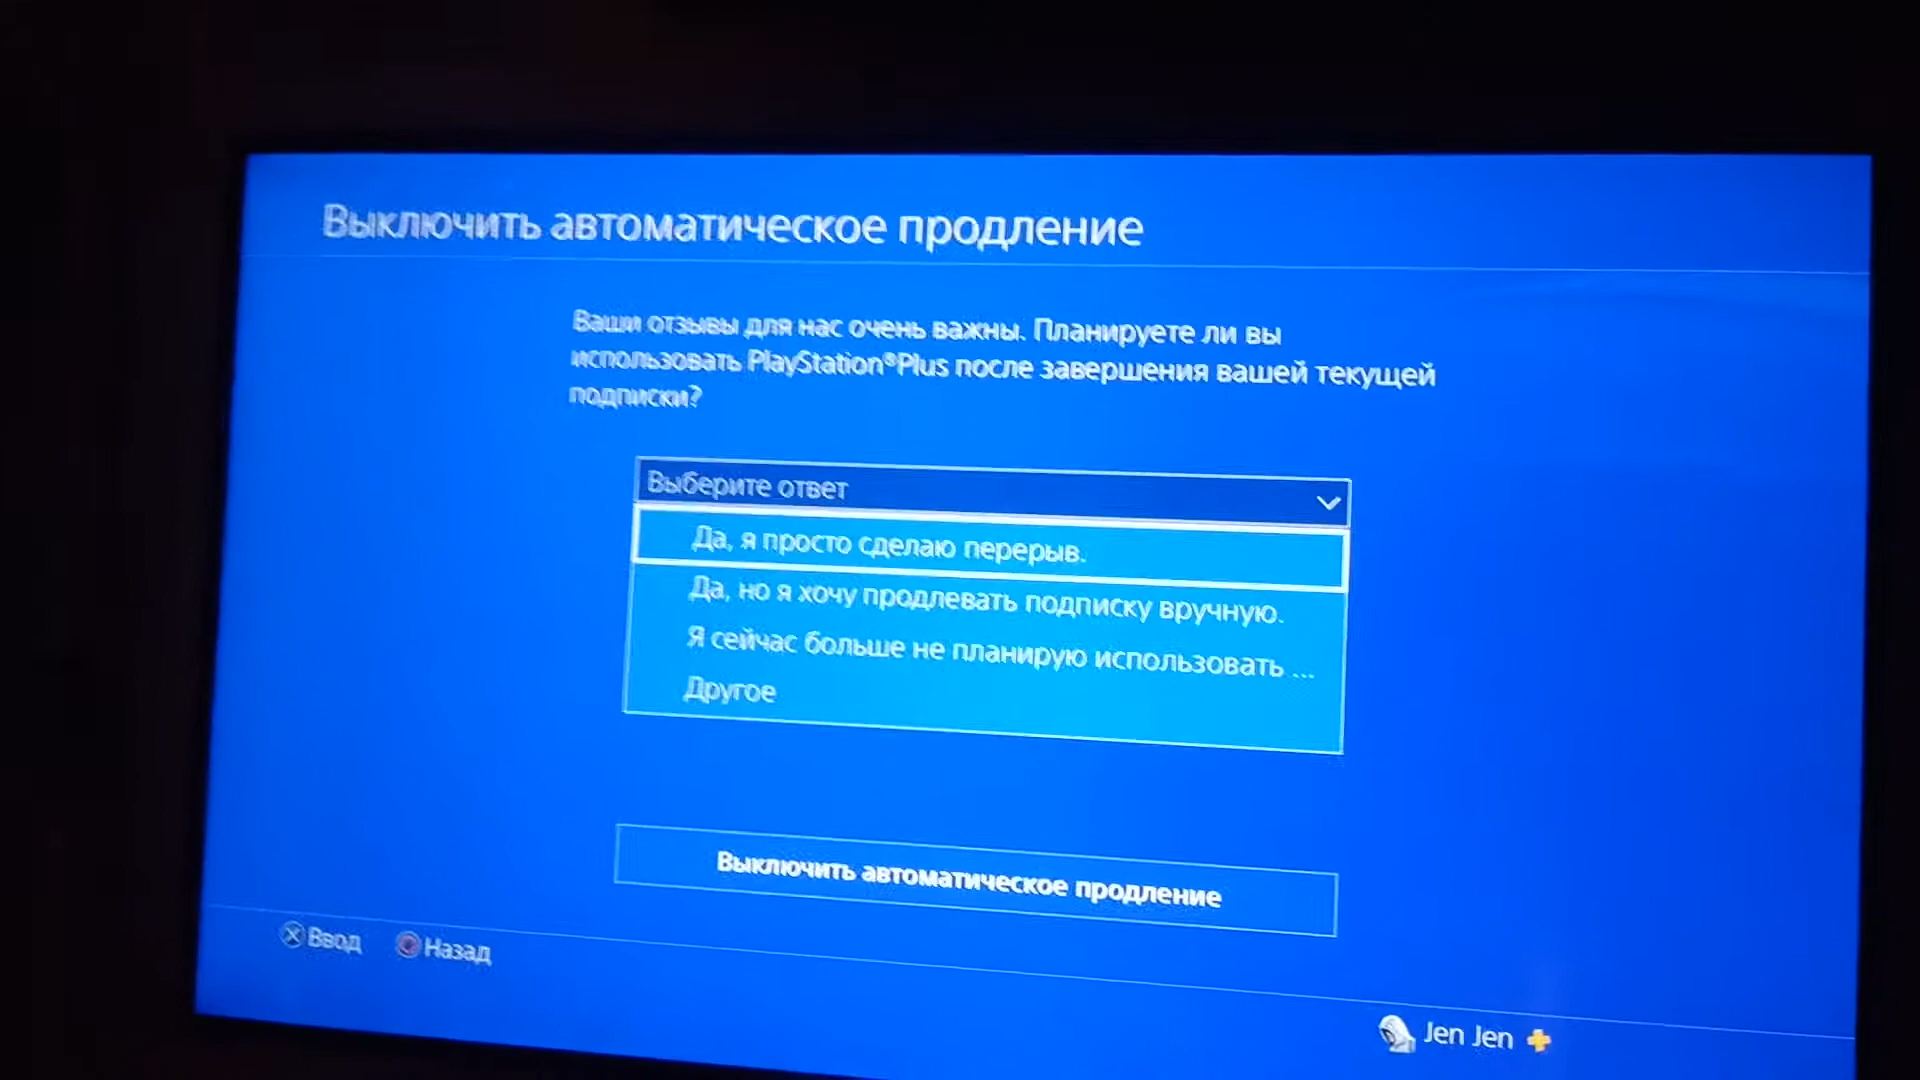 Выключить автоматическое продление
Ваши отзывы для нас очень важны. Планируете ли вы
использовать PlayStation®Plus после завершения вашей текущей
подписки?
Выберите ответ
Да, я просто сделаю перерыв.
Да, но я хочу продлевать подписку вручную.
Я сейчас больше не планирую использовать ...
Другое
Выключить автоматическое продление
Ввод Назад
Jen Jen